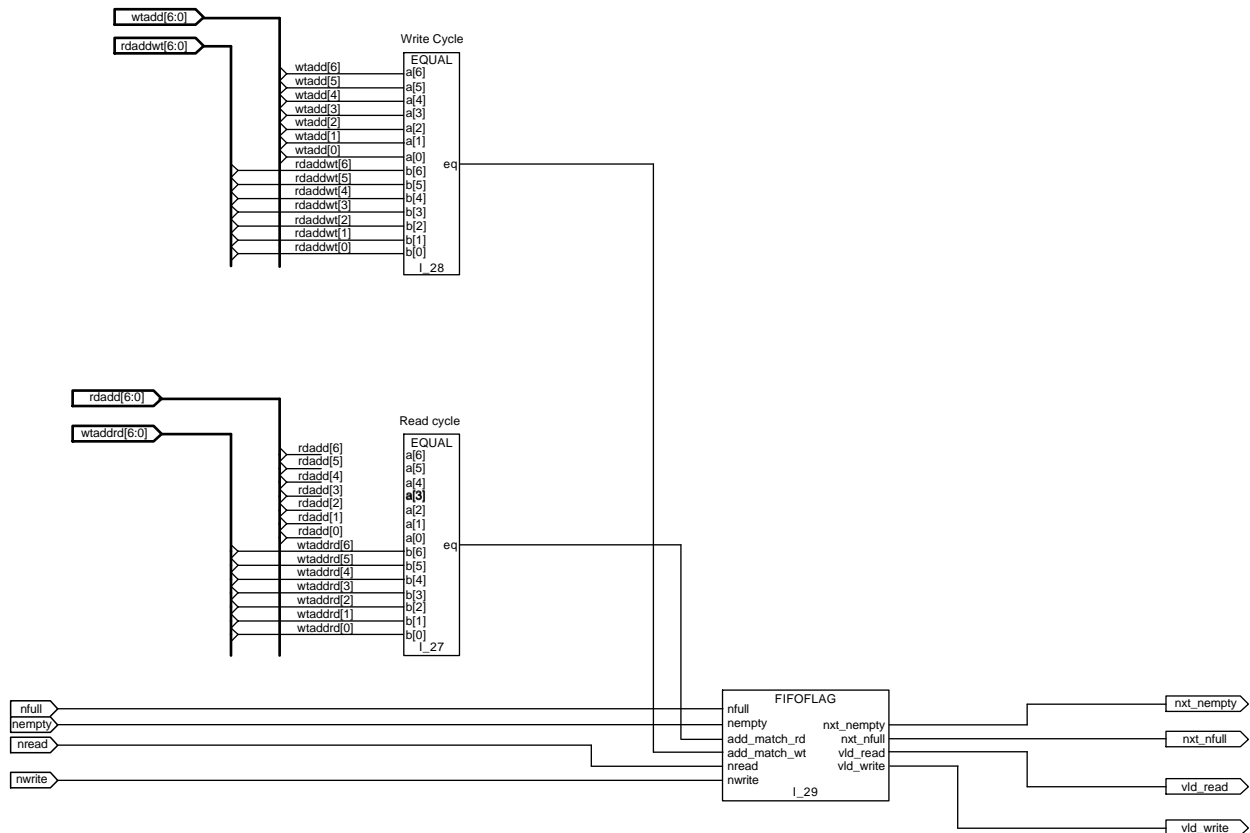 wtadd[6:0]
rdaddwt[6:0]
Write Cycle
EQUAL
wtadd[6]
a[6]
wtadd[5]
a[5]
wtadd[4]
a[4]
wtadd[3]
a[3]
wtadd[2]
a[2]
wtadd[1]
a[1]
wtadd[0]
a[0]
eq
rdaddwt[6]
b[6]
rdaddwt[5]
b[5]
rdaddwt[4]
b[4]
rdaddwt[3]
b[3]
rdaddwt[2]
b[2]
rdaddwt[1]
b[1]
rdaddwt[0]
b[0]
I_28
rdadd[6:0]
wtaddrd[6:0]
Read cycle
EQUAL
rdadd[6]
a[6]
rdadd[5]
a[5]
rdadd[4]
a[4]
rdadd[3]
a[3]
rdadd[2]
a[2]
rdadd[1]
a[1]
rdadd[0]
a[0]
eq
wtaddrd[6]
b[6]
wtaddrd[5]
b[5]
wtaddrd[4]
b[4]
wtaddrd[3]
b[3]
wtaddrd[2]
b[2]
wtaddrd[1]
b[1]
wtaddrd[0]
b[0]
I_27
nfull
nempty
nread
nwrite
FIFOFLAG
nfull
nempty
add_match_rd
add_match_wt
nread
nwrite
nxt_nempty
nxt_nfull
vld_read
vld_write
I_29
nxt_nempty
nxt_nfull
vld_read
vld_write